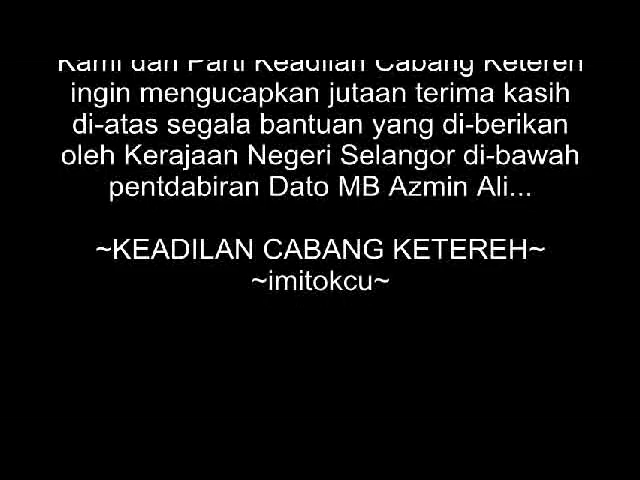 Kami dan Parti Keadilan Cabang Ketereh
ingin mengucapkan jutaan terima kasih
di-atas segala bantuan yang di-berikan
oleh Kerajaan Negeri Selangor di-bawah
pentdabiran Dato MB Azmin Ali...
~KEADILAN CABANG KETEREH~
~imitokcu~